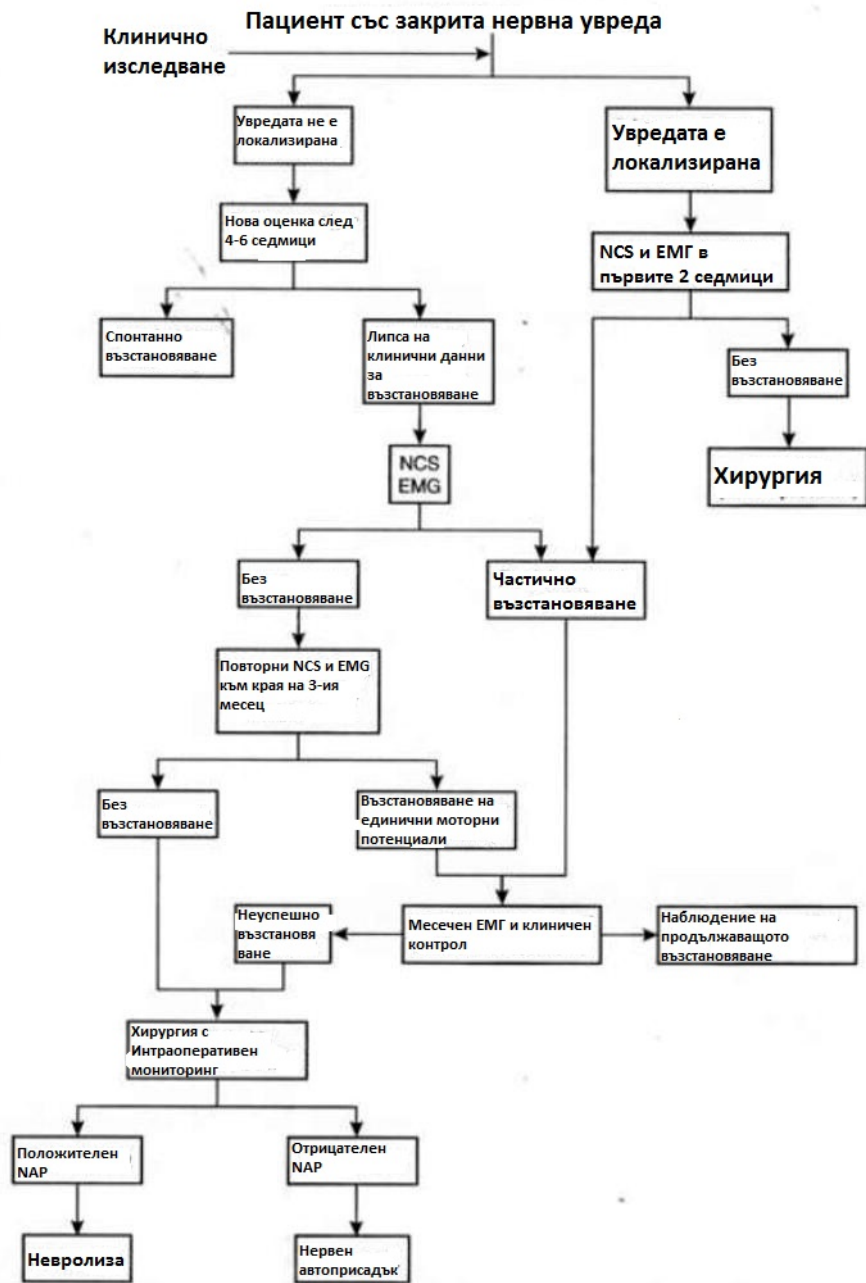 Пациент със закрита нервна увреда
Клинично
изследване
Увредата не е
локализирана
Увредата е
локализирана
Нова оценка след
4-6 седмици
NCS и ЕМГ в
първите 2 седмици
Спонтанно
възстановяване
Липса на
клинични данни
за
възстановяване
Без
възстановяване
NCS
EMG
Хирургия
Без
възстановяване
Частично
възстановяване
Повторни NCS и EMG
към края на 3-ия
месец
Без
възстановяване
Възстановяване на
единични моторни
потенциали
Неуспешно
възстановя
ване
Месечен ЕМГ и клиничен
контрол
Наблюдение на
продължаващото
възстановяване
Хирургия с
Интраоперативен
мониторинг
Положителен
NAP
Отрицателен
NAP
Невролиза
Нервен
автоприсадък